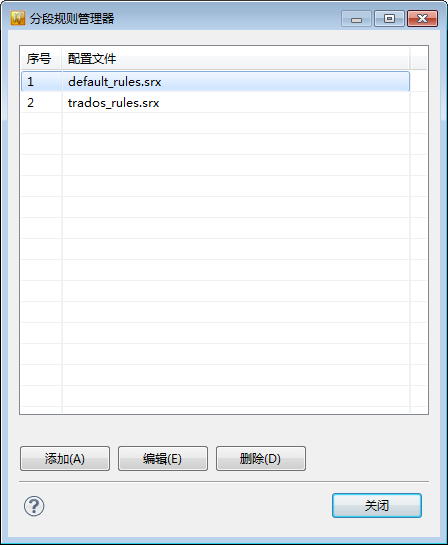 分段规则管理器
序号 配置文件
1 default_rules.srx
2 trados_rules.srx
添加(A) 编辑(E) 删除(D)
? 关闭